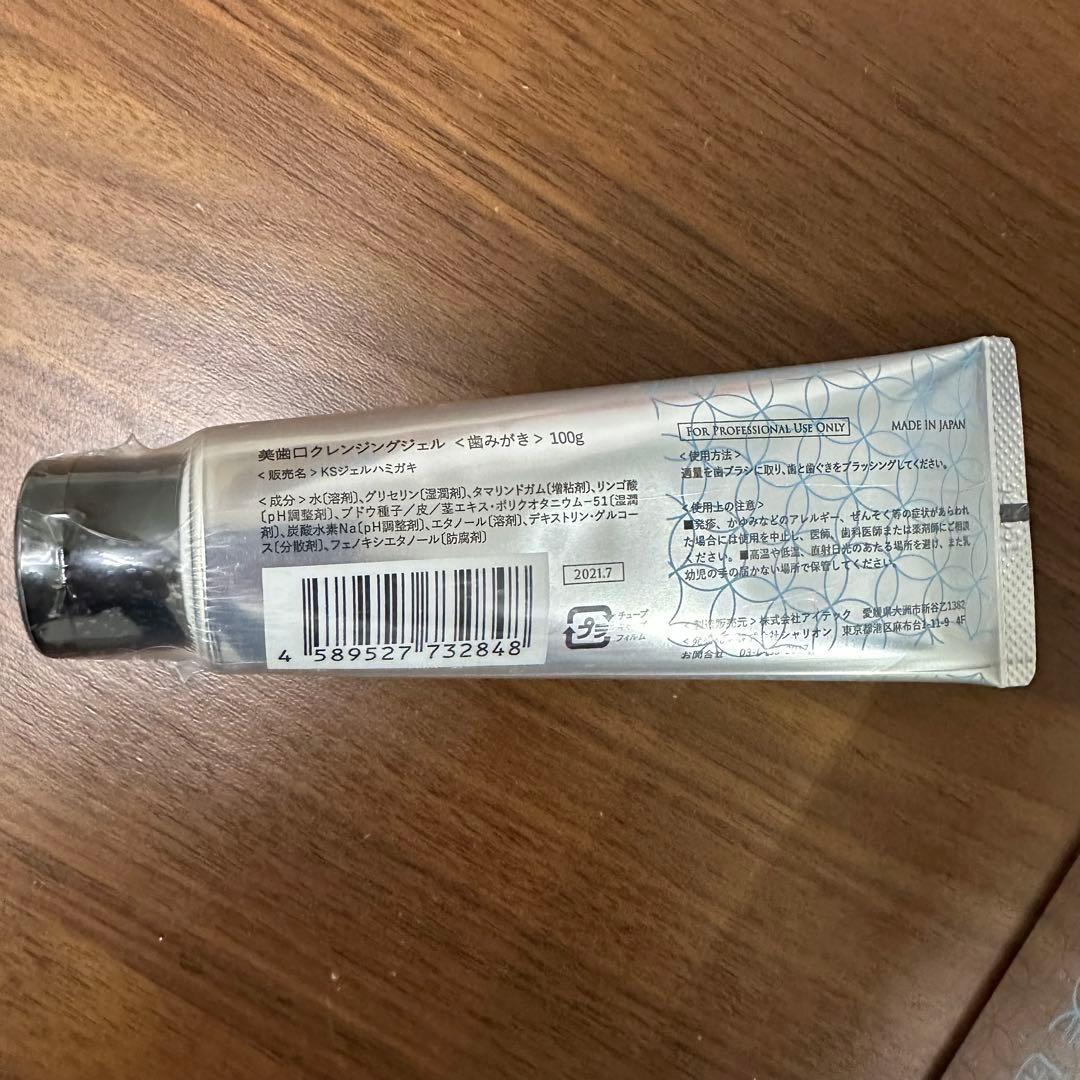 美歯口クレンジングジェル <歯みがき> 100g
<販売名>KSジェルハミガキ
<成分>水〔溶剤〕、グリセリン〔湿潤剤〕、タマリンドガム〔増粘剤〕、リンゴ酸
〔pH調整剤〕、ブドウ種子/皮/茎エキス・ポリクオタニウム-51〔湿潤
剤〕、炭酸水素Na〔pH調整剤〕、エタノール〔溶剤〕、デキストリン・グルコー
ス〔分散剤〕、フェノキシエタノール〔防腐剤〕
4 589527 732848
2021.7
チューブ
フィルム
FOR PROFESSIONAL USE ONLY
MADE IN JAPAN
<使用方法>
適量を歯ブラシに取り、歯と歯ぐきをブラッシングしてください。
<使用上の注意>
■発疹、かゆみなどのアレルギー、ぜんそく等の症状があらわれ
た場合には使用を中止し、医師、歯科医師または薬剤師にご相談
ください。■高温や低温、直射日光のあたる場所を避け、また乳
幼児の手の届かない場所で保管してください。
<製造販売元>株式会社アイテック 愛媛県大洲市新谷乙1382
シャリオン 東京都港区麻布台1-11-9 4F
お問合せ